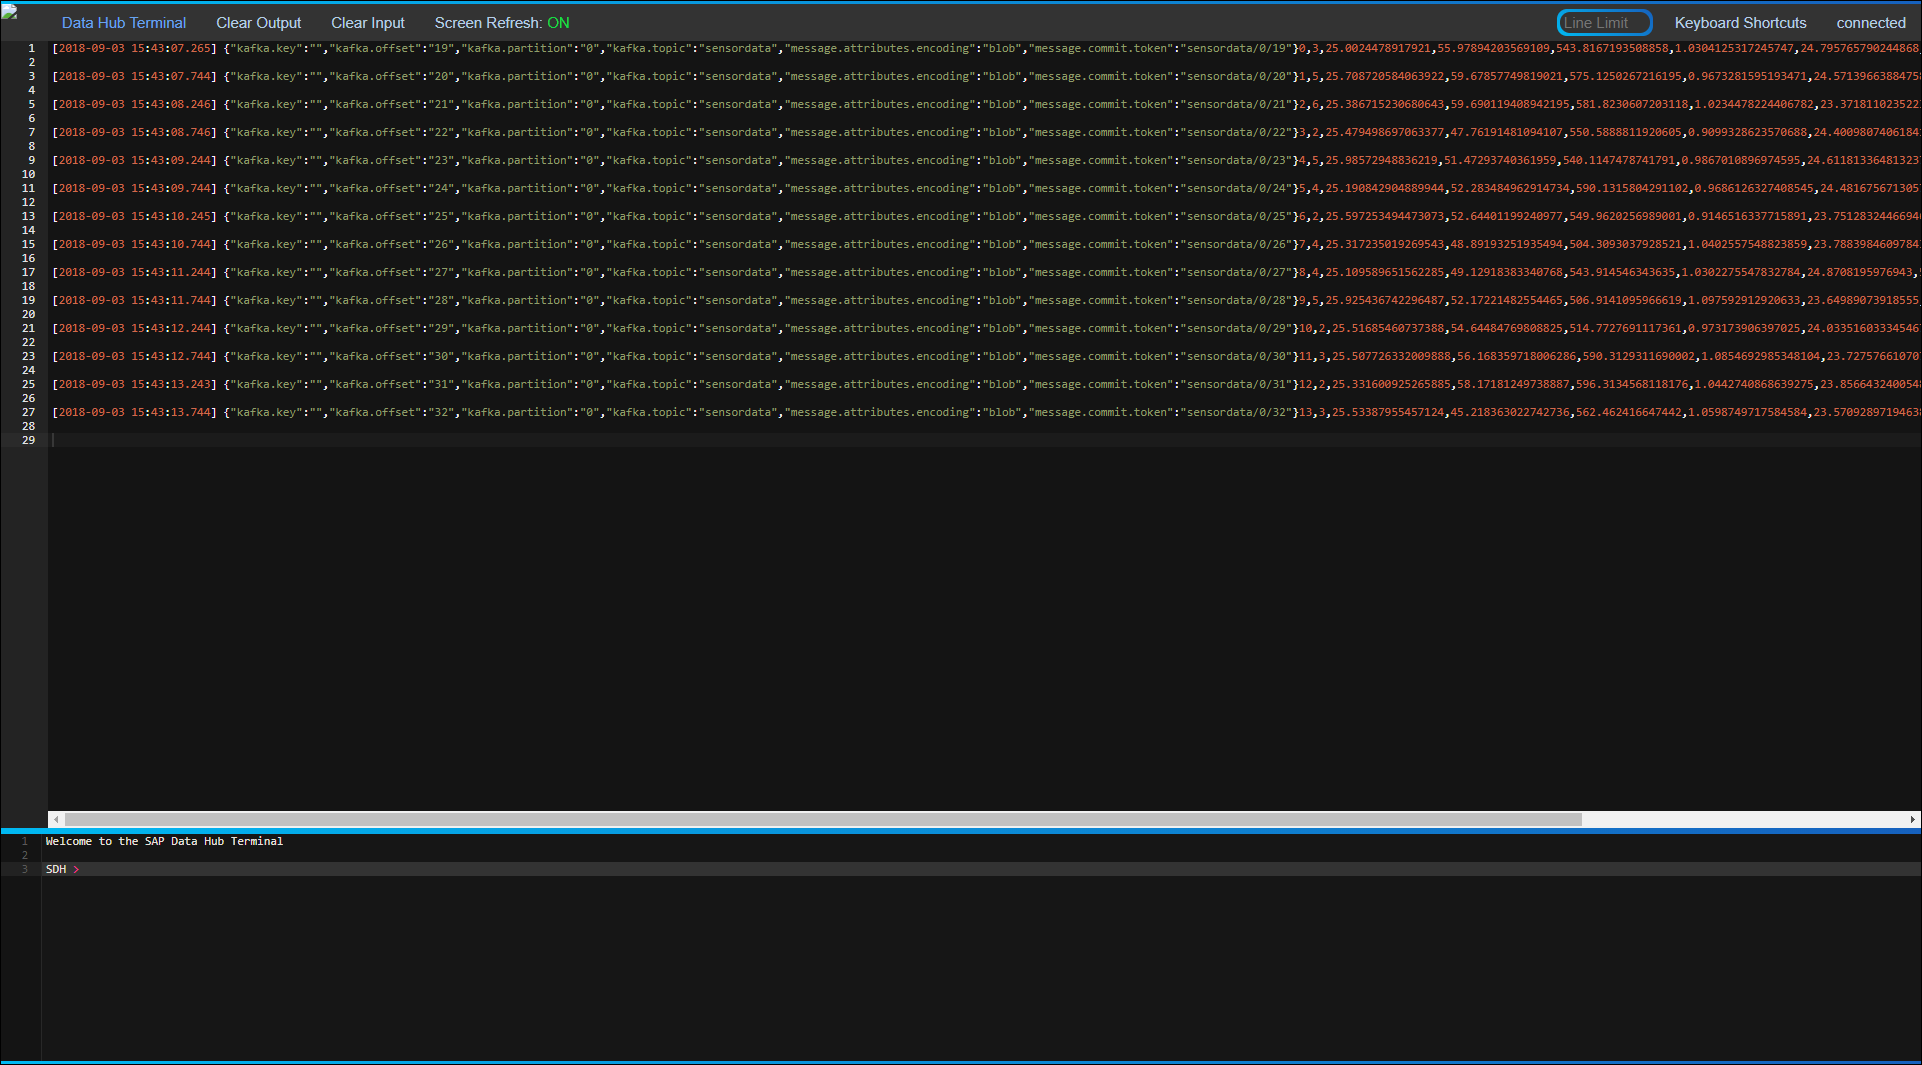 Data Hub Terminal Clear Output Clear Input Screen Refresh: ON Line Limit Keyboard Shortcuts connected
1 [2018-09-03 15:43:07.265] {"kafka.key":"","kafka.offset":"19","kafka.partition":"0","kafka.topic":"sensordata","message.attributes.encoding":"blob","message.commit.token":"sensordata/0/19"}0,3,25.0024478917921,55.97894203569109,543.8167193508858,1.0304125317245747,24.795765790244868,
2
3 [2018-09-03 15:43:07.744] {"kafka.key":"","kafka.offset":"20","kafka.partition":"0","kafka.topic":"sensordata","message.attributes.encoding":"blob","message.commit.token":"sensordata/0/20"}1,5,25.708720584063922,59.67857749819021,575.1250267216195,0.9673281595193471,24.57139663884758
4
5 [2018-09-03 15:43:08.246] {"kafka.key":"","kafka.offset":"21","kafka.partition":"0","kafka.topic":"sensordata","message.attributes.encoding":"blob","message.commit.token":"sensordata/0/21"}2,6,25.386715230680643,59.690119408942195,581.8230607203118,1.0234478224406782,23.371811023522
6
7 [2018-09-03 15:43:08.746] {"kafka.key":"","kafka.offset":"22","kafka.partition":"0","kafka.topic":"sensordata","message.attributes.encoding":"blob","message.commit.token":"sensordata/0/22"}3,2,25.479498697063377,47.76191481094107,550.5888811920605,0.9099328623570688,24.4009807406184
8
9 [2018-09-03 15:43:09.244] {"kafka.key":"","kafka.offset":"23","kafka.partition":"0","kafka.topic":"sensordata","message.attributes.encoding":"blob","message.commit.token":"sensordata/0/23"}4,5,25.98572948836219,51.47293740361959,540.1147478741791,0.9867010896974595,24.61181336481323
10
11 [2018-09-03 15:43:09.744] {"kafka.key":"","kafka.offset":"24","kafka.partition":"0","kafka.topic":"sensordata","message.attributes.encoding":"blob","message.commit.token":"sensordata/0/24"}5,4,25.190842904889944,52.283484962914734,590.1315804291102,0.9686126327408545,24.481675671305
12
13 [2018-09-03 15:43:10.245] {"kafka.key":"","kafka.offset":"25","kafka.partition":"0","kafka.topic":"sensordata","message.attributes.encoding":"blob","message.commit.token":"sensordata/0/25"}6,2,25.597253494473073,52.64401199240977,549.9620256989001,0.9146516337715891,23.751283244669
14
15 [2018-09-03 15:43:10.744] {"kafka.key":"","kafka.offset":"26","kafka.partition":"0","kafka.topic":"sensordata","message.attributes.encoding":"blob","message.commit.token":"sensordata/0/26"}7,4,25.317235019269543,48.89193251935494,504.3093037928521,1.0402557548823859,23.7883984609784
16
17 [2018-09-03 15:43:11.244] {"kafka.key":"","kafka.offset":"27","kafka.partition":"0","kafka.topic":"sensordata","message.attributes.encoding":"blob","message.commit.token":"sensordata/0/27"}8,4,25.109589651562285,49.12918383340768,543.914546343635,1.0302275547832784,24.8708195976943,
18
19 [2018-09-03 15:43:11.744] {"kafka.key":"","kafka.offset":"28","kafka.partition":"0","kafka.topic":"sensordata","message.attributes.encoding":"blob","message.commit.token":"sensordata/0/28"}9,5,25.925436742296487,52.17221482554465,506.9141095966619,1.097592912920633,23.64989073918555,
20
21 [2018-09-03 15:43:12.244] {"kafka.key":"","kafka.offset":"29","kafka.partition":"0","kafka.topic":"sensordata","message.attributes.encoding":"blob","message.commit.token":"sensordata/0/29"}10,2,25.51685460737388,54.64484769808825,514.7727691117361,0.973173906397025,24.0335160333454
22
23 [2018-09-03 15:43:12.744] {"kafka.key":"","kafka.offset":"30","kafka.partition":"0","kafka.topic":"sensordata","message.attributes.encoding":"blob","message.commit.token":"sensordata/0/30"}11,3,25.507726332009888,56.168359718006286,590.3129311690002,1.0854692985348104,23.72757661070
24
25 [2018-09-03 15:43:13.243] {"kafka.key":"","kafka.offset":"31","kafka.partition":"0","kafka.topic":"sensordata","message.attributes.encoding":"blob","message.commit.token":"sensordata/0/31"}12,2,25.331600925265885,58.17181249738887,596.3134568118176,1.0442740868639275,23.8566432400548
26
27 [2018-09-03 15:43:13.744] {"kafka.key":"","kafka.offset":"32","kafka.partition":"0","kafka.topic":"sensordata","message.attributes.encoding":"blob","message.commit.token":"sensordata/0/32"}13,3,25.53387955457124,45.218363022742736,562.462416647442,1.0598749717584584,23.5709289719463
28
29
1 Welcome to the SAP Data Hub Terminal
2
3 SDH >